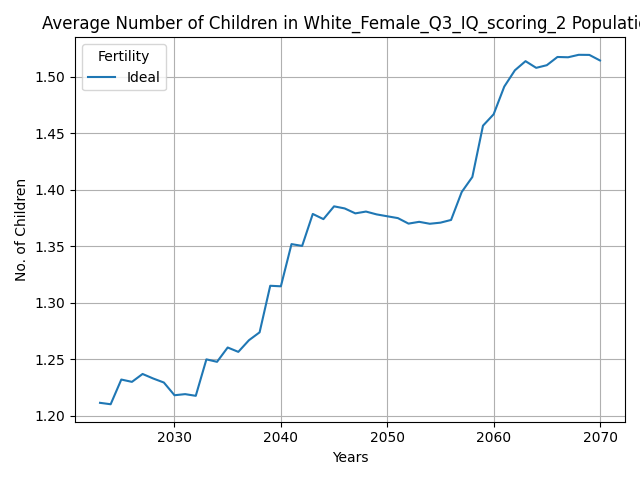 Average Number of Children in White_Female_Q3_IQ_scoring_2 Populatio
Fertility
Ideal
No. of Children
1.50
1.45
1.40
1.35
1.30
1.25
1.20
2030 2040 2050 2060 2070
Years